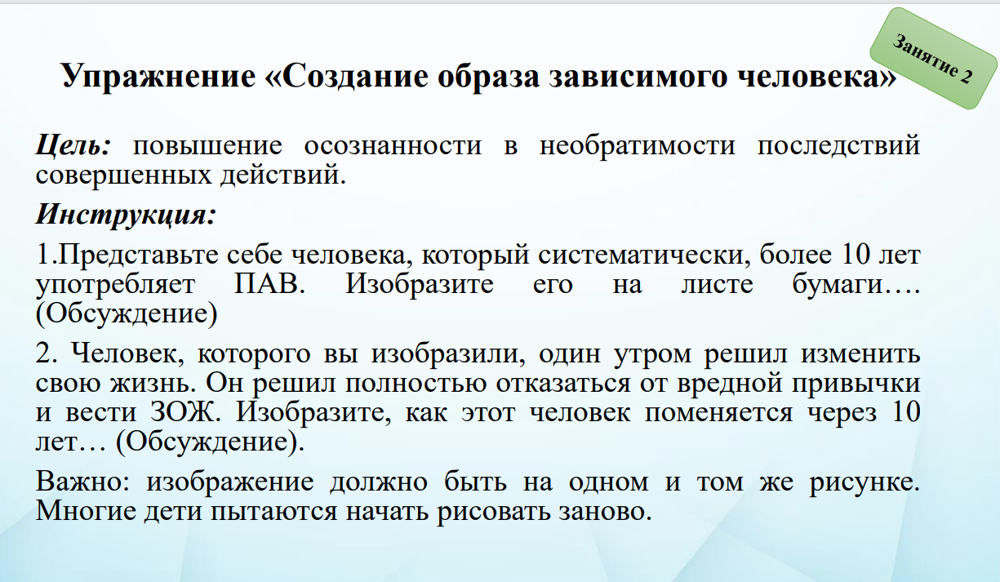 Занятие 2
Упражнение «Создание образа зависимого человека»
Цель: повышение осознанности в необратимости последствий
совершенных действий.
Инструкция:
1.Представьте себе человека, который систематически, более 10 лет
употребляет ПАВ. Изобразите его на листе бумаги….
(Обсуждение)
2. Человек, которого вы изобразили, один утром решил изменить
свою жизнь. Он решил полностью отказаться от вредной привычки
и вести ЗОЖ. Изобразите, как этот человек поменяется через 10
лет… (Обсуждение).
Важно: изображение должно быть на одном и том же рисунке.
Многие дети пытаются начать рисовать заново.